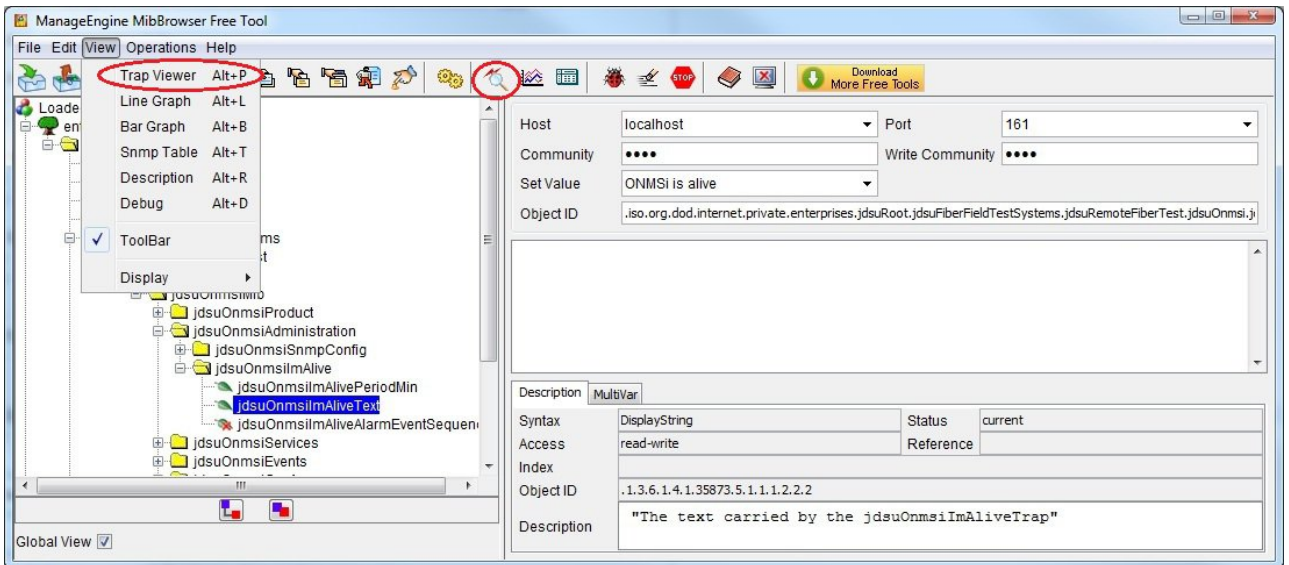 ManageEngine MibBrowser Free Tool
File Edit View Operations Help
Trap Viewer Alt+P
Line Graph Alt+L
Bar Graph Alt+B
Snmp Table Alt+T
Description Alt+R
Debug Alt+D
ToolBar
Display
STOP
Download
More Free Tools
Loade
en
ms
t
jdsuOnmsiMib
jdsuOnmsiProduct
jdsuOnmsiAdministration
jdsuOnmsiSnmpConfig
jdsuOnmsiImAlive
jdsuOnmsiImAlivePeriodMin
jdsuOnmsiImAliveText
jdsuOnmsiImAliveAlarmEventSequen
jdsuOnmsiServices
jdsuOnmsiEvents
Global View
Host localhost Port 161
Community •••• Write Community ••••
Set Value ONMSi is alive
Object ID .iso.org.dod.internet.private.enterprises.jdsuRoot.jdsuFiberFieldTestSystems.jdsuRemoteFiberTest.jdsuOnmsi.j
Description MultiVar
Syntax DisplayString Status current
Access read-write Reference
Index
Object ID .1.3.6.1.4.1.35873.5.1.1.1.2.2.2
Description "The text carried by the jdsuOnmsiImAliveTrap"